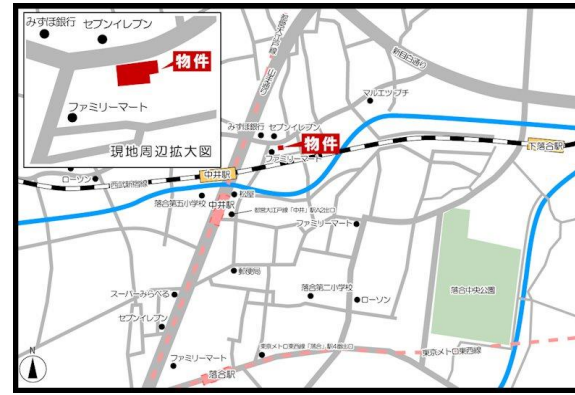 みずほ銀行
セブンイレブン
物件
ファミリーマート
現地周辺拡大図
都営大江戸線
山手通り
新目白通り
マルエツプチ
みずほ銀行
セブンイレブン
物件
ファミリーマート
下落合駅
ローソン
西武新宿線
中井駅
落合第五小学校
松屋
中井駅
都営大江戸線「中井」駅A2出口
ファミリーマート
郵便局
落合第二小学校
ローソン
落合中央公園
スーパーみらべる
セブンイレブン
ファミリーマート
東京メトロ東西線「落合」駅4番出口
東京メトロ東西線
落合駅
N